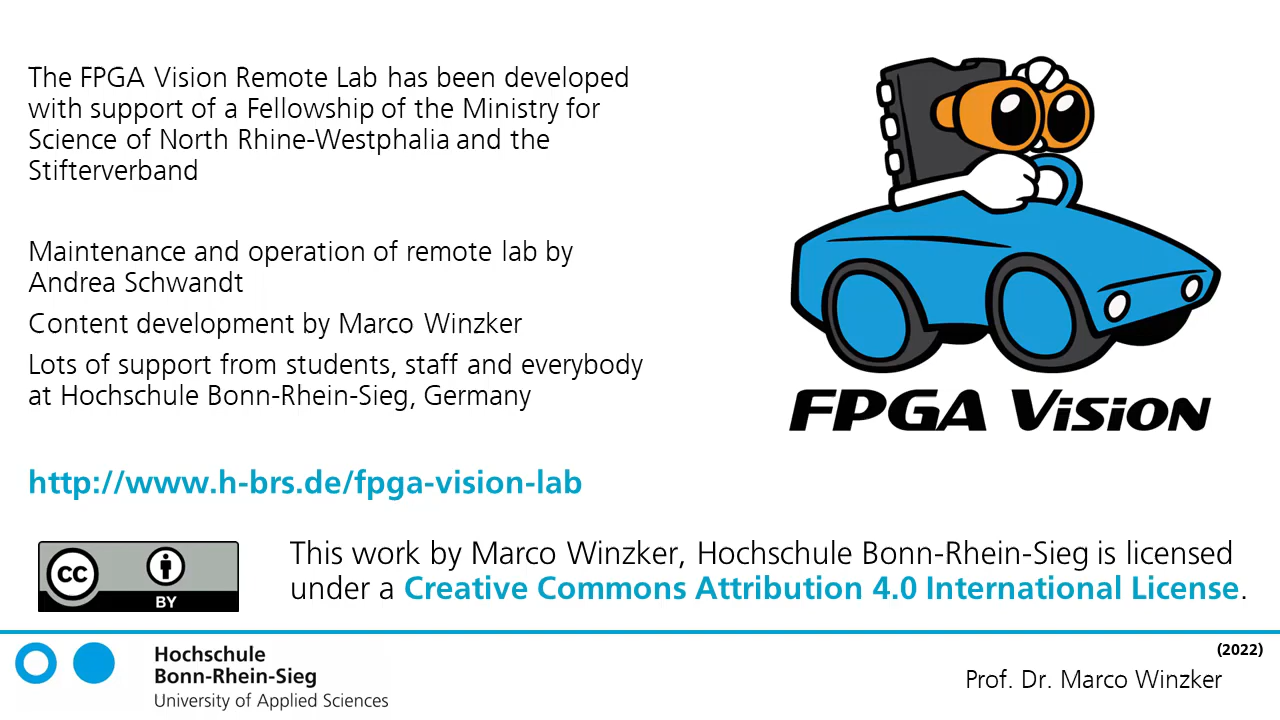 The FPGA Vision Remote Lab has been developed
with support of a Fellowship of the Ministry for
Science of North Rhine-Westphalia and the
Stifterverband
Maintenance and operation of remote lab by
Andrea Schwandt
Content development by Marco Winzker
Lots of support from students, staff and everybody
at Hochschule Bonn-Rhein-Sieg, Germany
http://www.h-brs.de/fpga-vision-lab
FPGA Vision
cc
BY
This work by Marco Winzker, Hochschule Bonn-Rhein-Sieg is licensed
under a Creative Commons Attribution 4.0 International License.
Hochschule
Bonn-Rhein-Sieg
University of Applied Sciences
(2022)
Prof. Dr. Marco Winzker